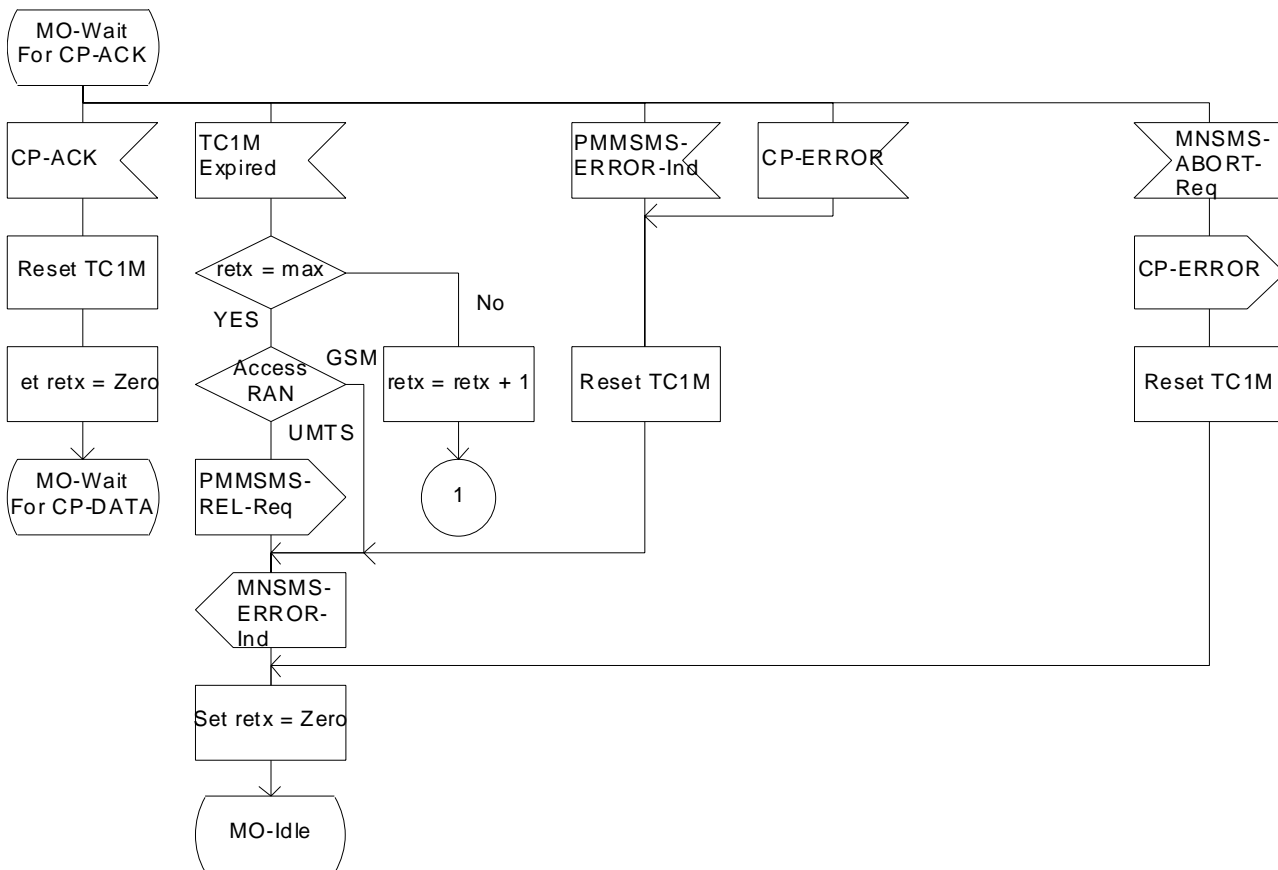 MO-Wait
For CP-ACK
CP-ACK
TC1M
Expired
PMMSMS-
ERROR-Ind
CP-ERROR
MNSMS-
ABORT-
Req
Reset TC1M
retx = max
No
YES
CP-ERROR
et retx = Zero
Access
RAN
GSM
UMTS
retx = retx + 1
Reset TC1M
Reset TC1M
MO-Wait
For CP-DATA
PMMSMS-
REL-Req
1
MNSMS-
ERROR-
Ind
Set retx = Zero
MO-Idle